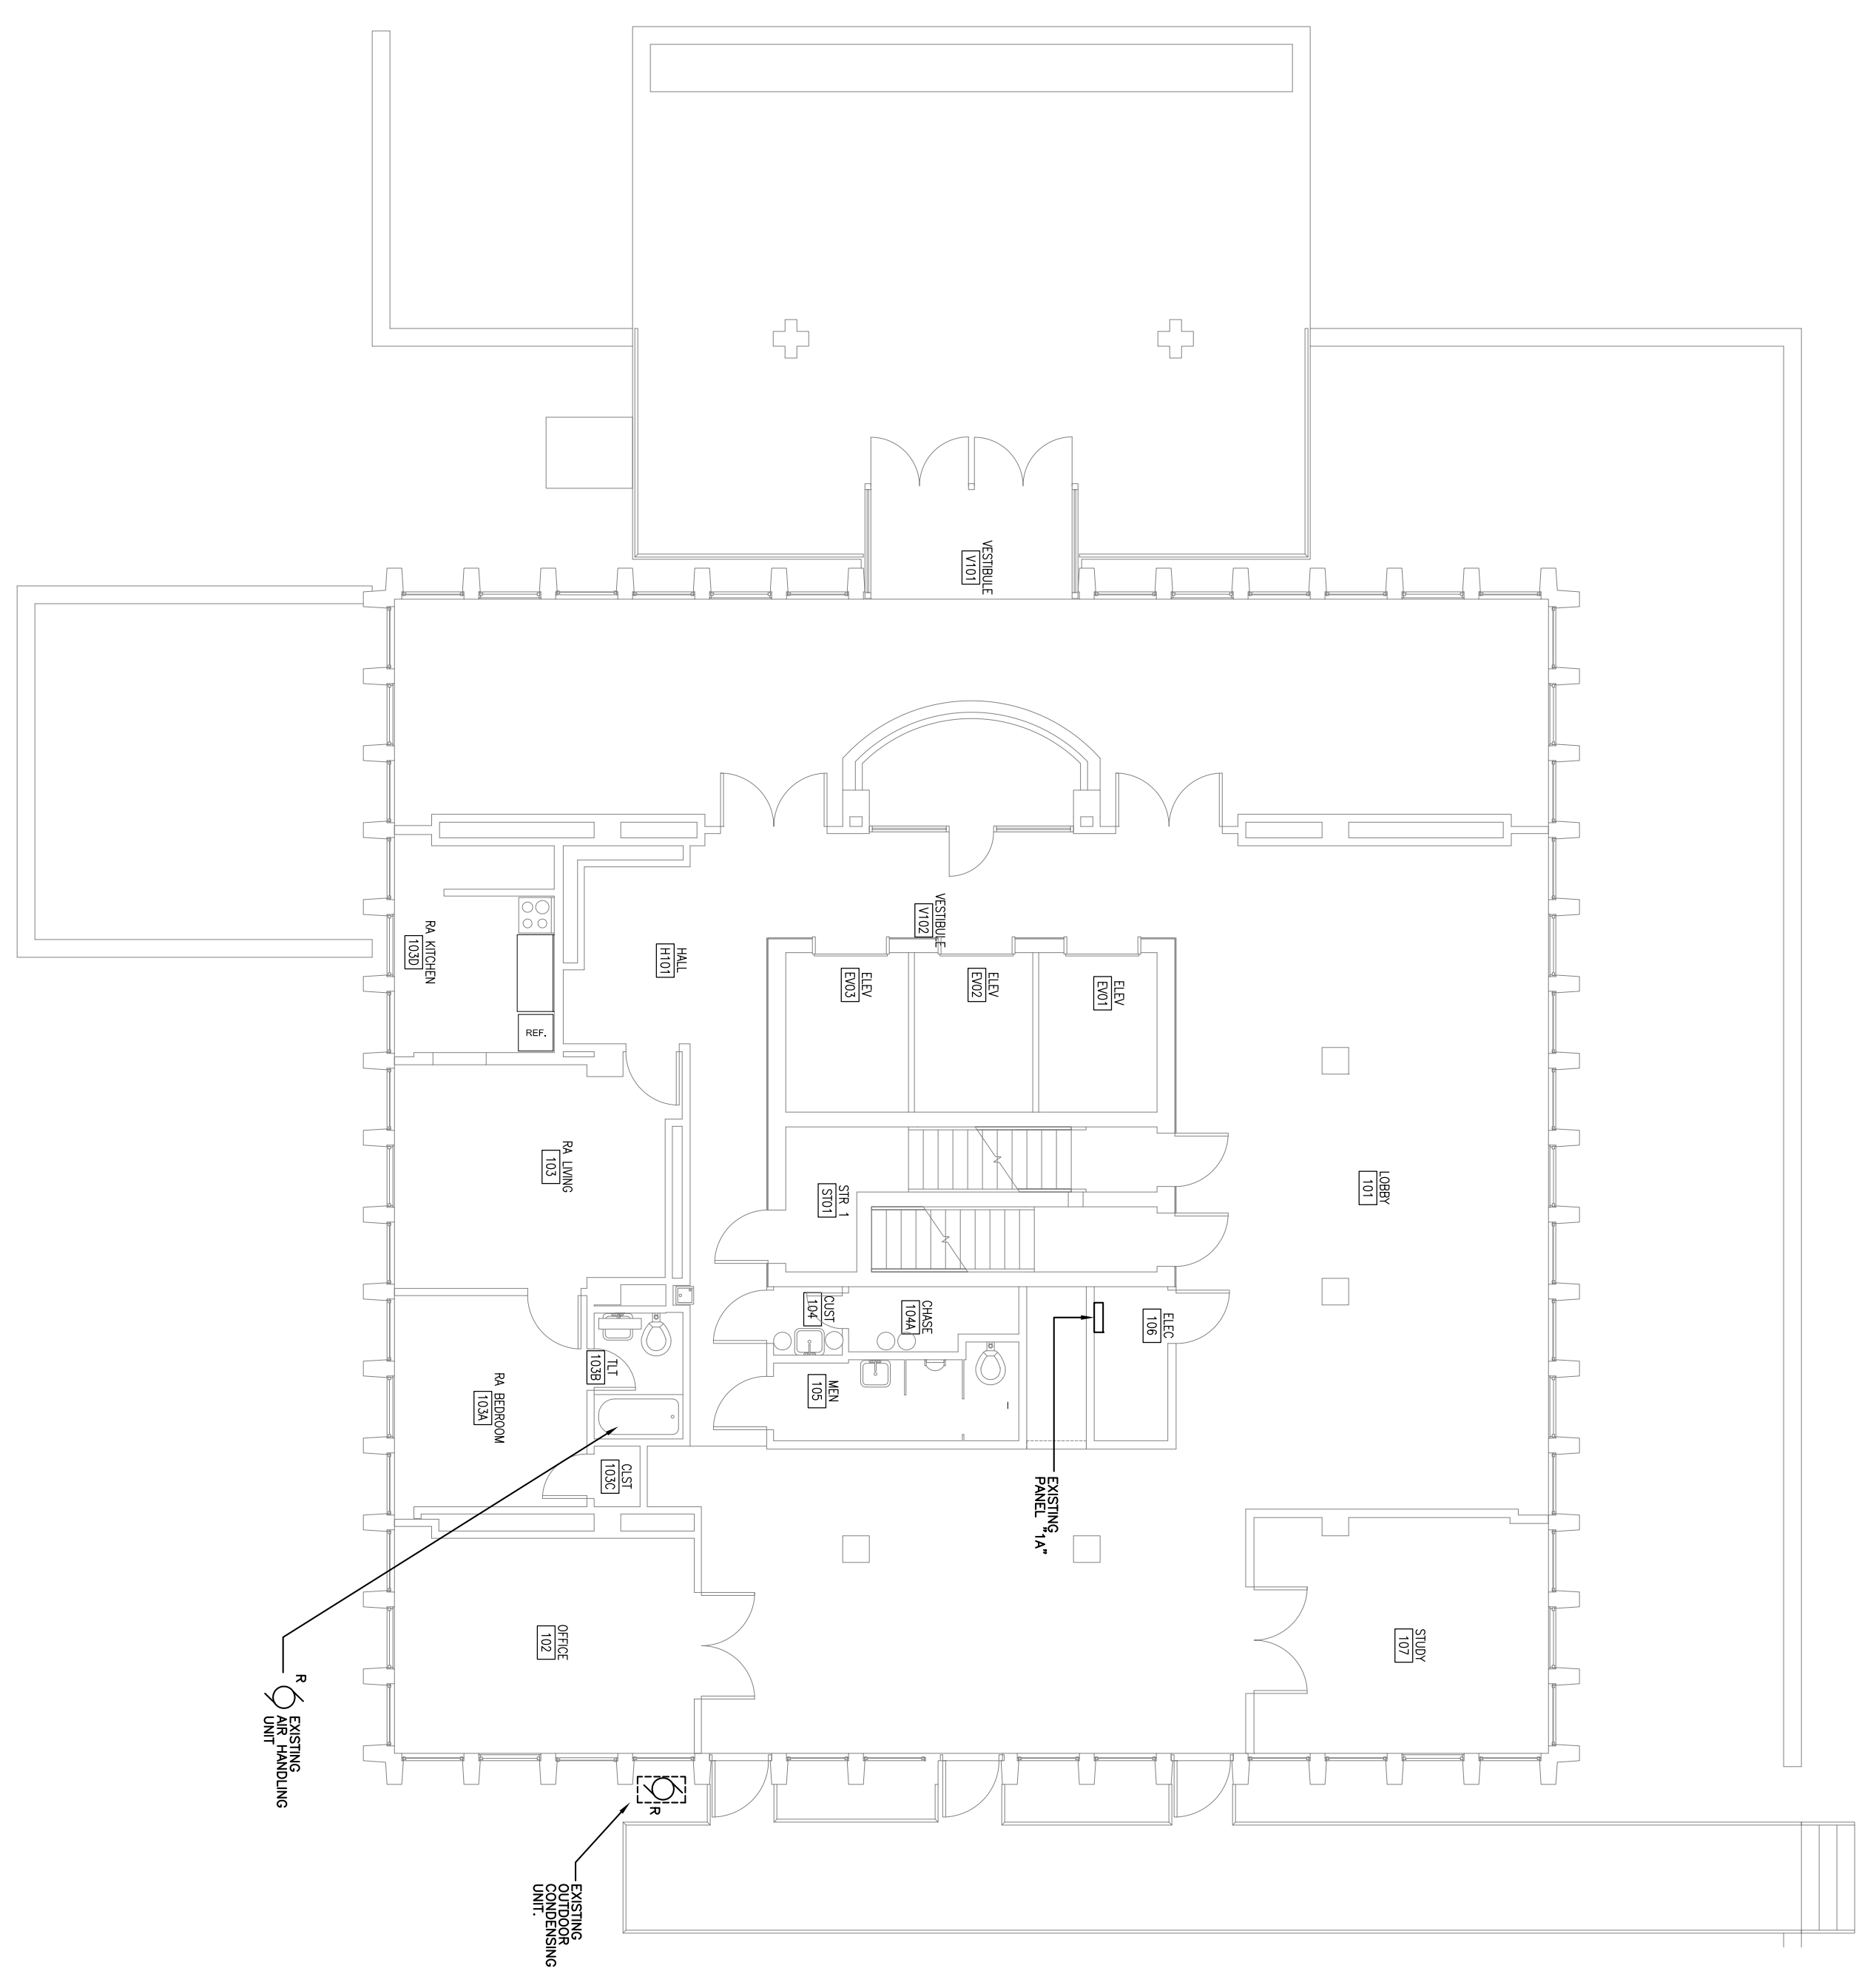 VESTIBULE
V101
VESTIBULE
V102
RA KITCHEN
103D
HALL
H101
ELEV
EV03
ELEV
EV02
ELEV
EV01
REF.
RA LIVING
103
STR 1
ST01
LOBBY
101
CUST
104
CHASE
104A
ELEC
106
TLT
103B
RA BEDROOM
103A
MEN
105
CLST
103C
EXISTING
PANEL "1A"
OFFICE
102
STUDY
107
R
EXISTING
AIR HANDLING
UNIT
R
EXISTING
OUTDOOR
CONDENSING
UNIT.